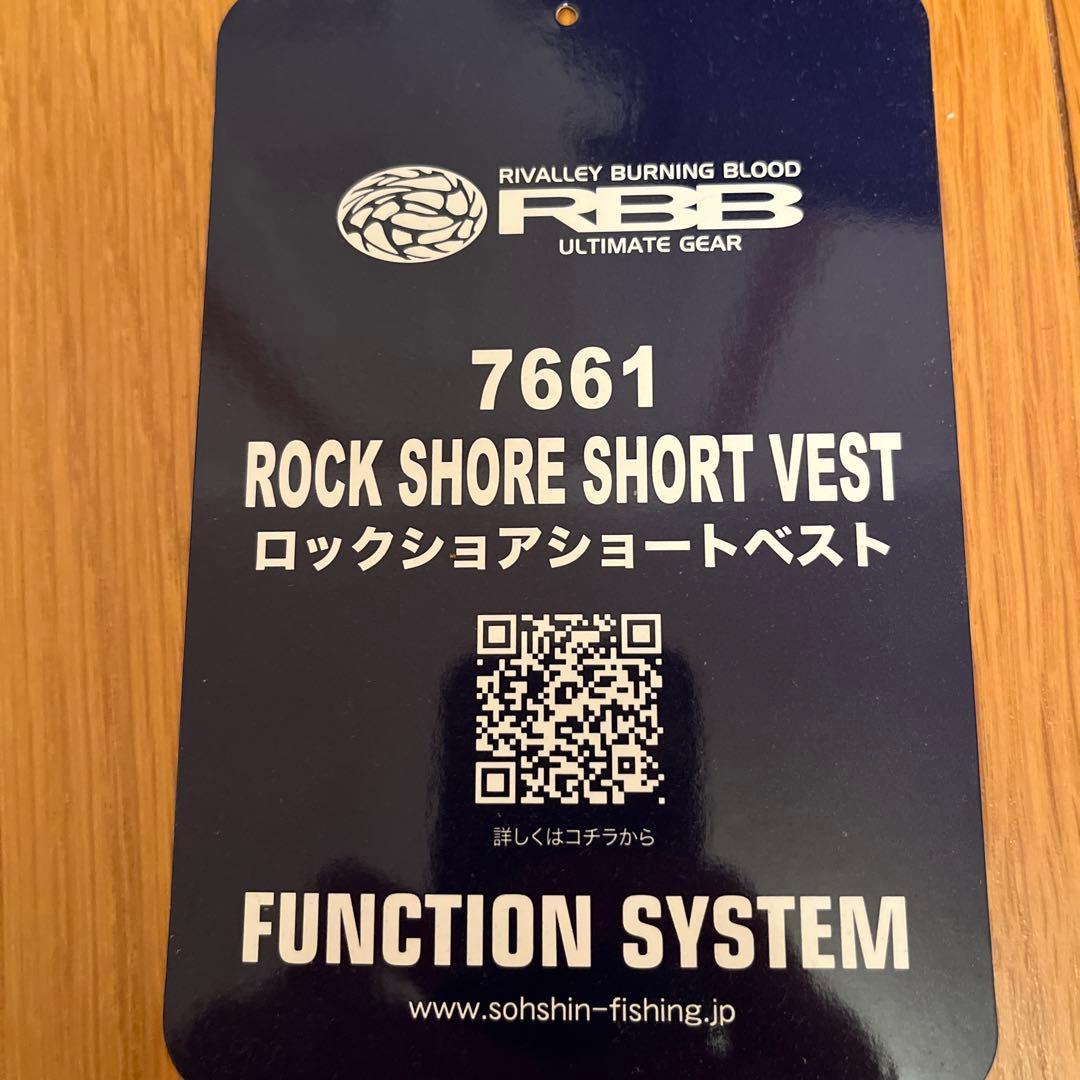 RIVALLEY BURNING BLOOD
RBB
ULTIMATE GEAR
7661
ROCK SHORE SHORT VEST
ロックショアショートベスト
詳しくはコチラから
FUNCTION SYSTEM
www.sohshin-fishing.jp